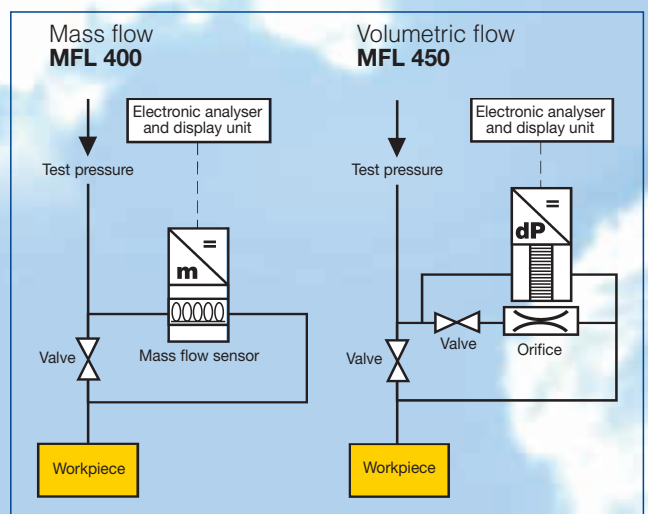 Mass flow
MFL 400
Electronic analyser
and display unit
Test pressure
=
m
Valve
Mass flow sensor
Workpiece
Volumetric flow
MFL 450
Electronic analyser
and display unit
Test pressure
=
dP
Valve
Valve
Orifice
Workpiece